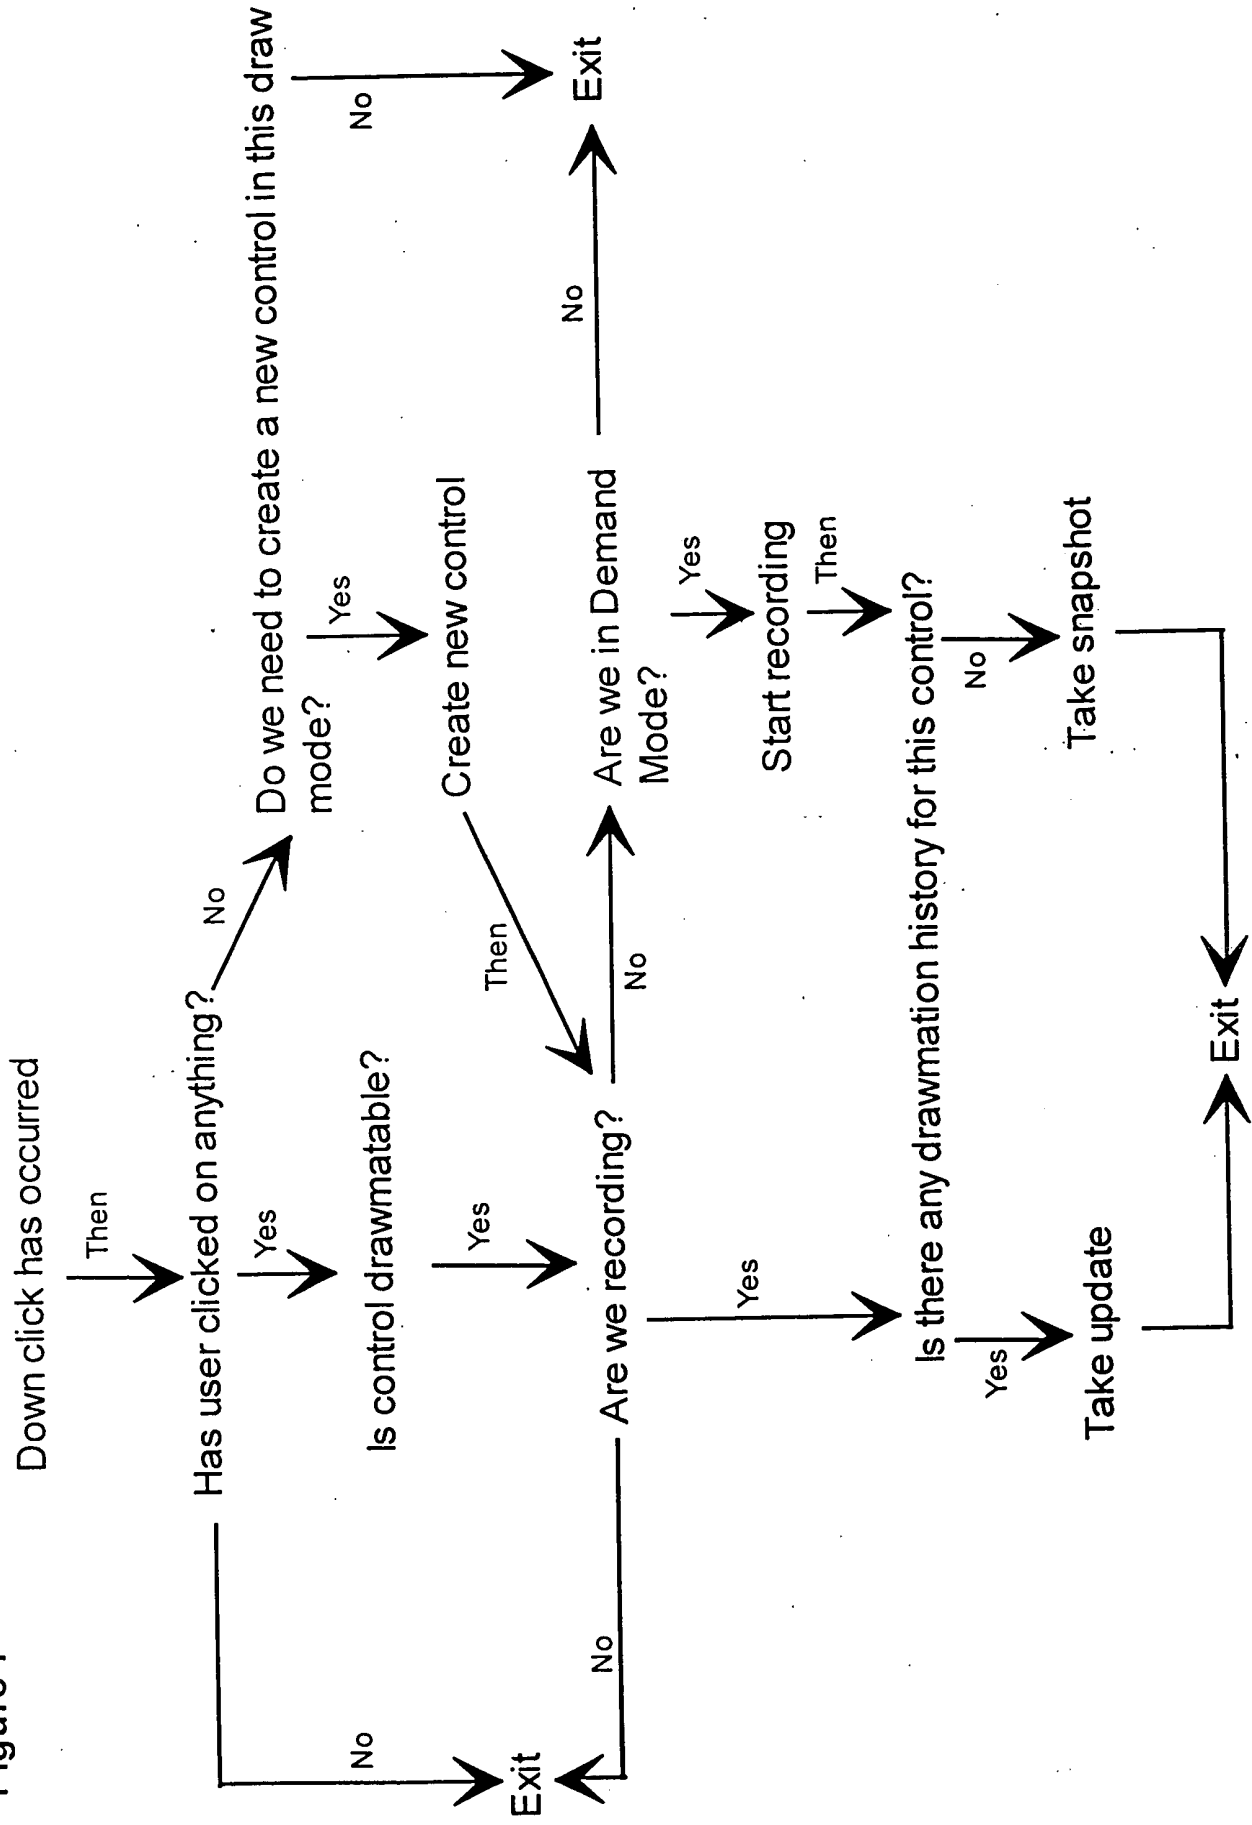 Down click has occurred
Then
Has user clicked on anything?
No
Yes
No
Do we need to create a new control in this draw
mode?
Is control drawmatable?
Yes
No
Yes
Create new control
Exit
Then
Exit
Are we recording?
No
Are we in Demand
Mode?
No
No
Yes
Yes
Start recording
Then
Is there any drawmation history for this control?
Yes
No
Take update
Take snapshot
Exit